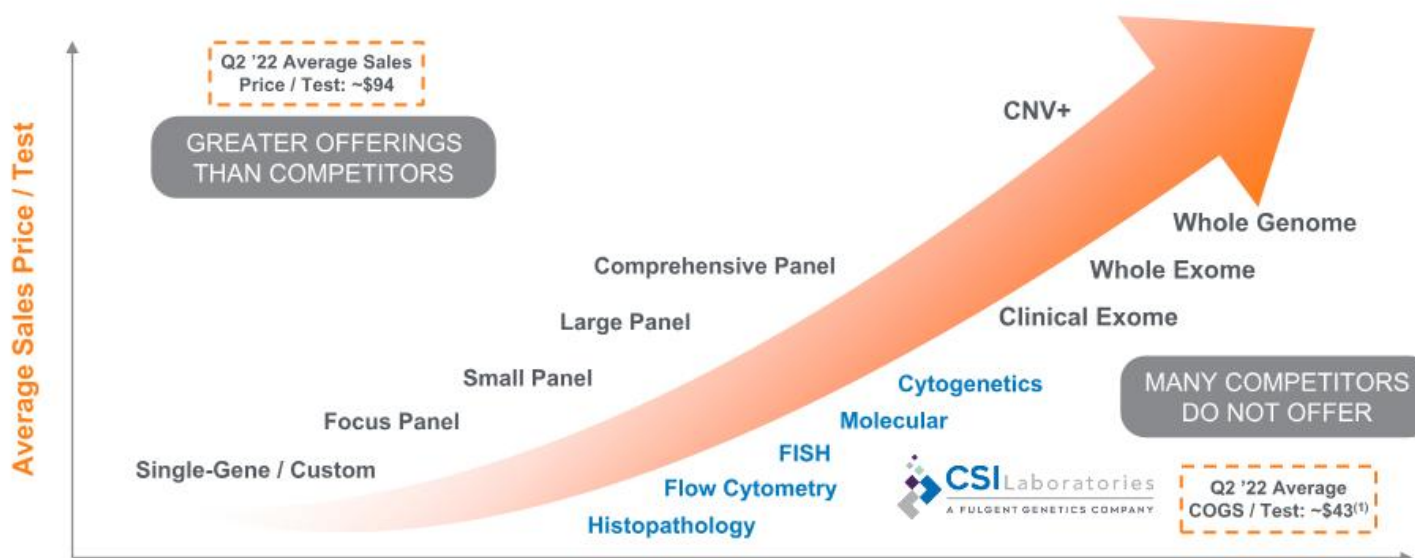 Q2 '22 Average Sales
Price / Test: ~$94
GREATER OFFERINGS
THAN COMPETITORS
Average Sales Price / Test
CNV+
Whole Genome
Comprehensive Panel
Whole Exome
Large Panel
Clinical Exome
Small Panel
Cytogenetics
MANY COMPETITORS
DO NOT OFFER
Focus Panel
Molecular
Single-Gene / Custom
FISH
Flow Cytometry
Histopathology
CSI Laboratories
A FULGENT GENETICS COMPANY
Q2 '22 Average
COGS / Test: ~$43(1)